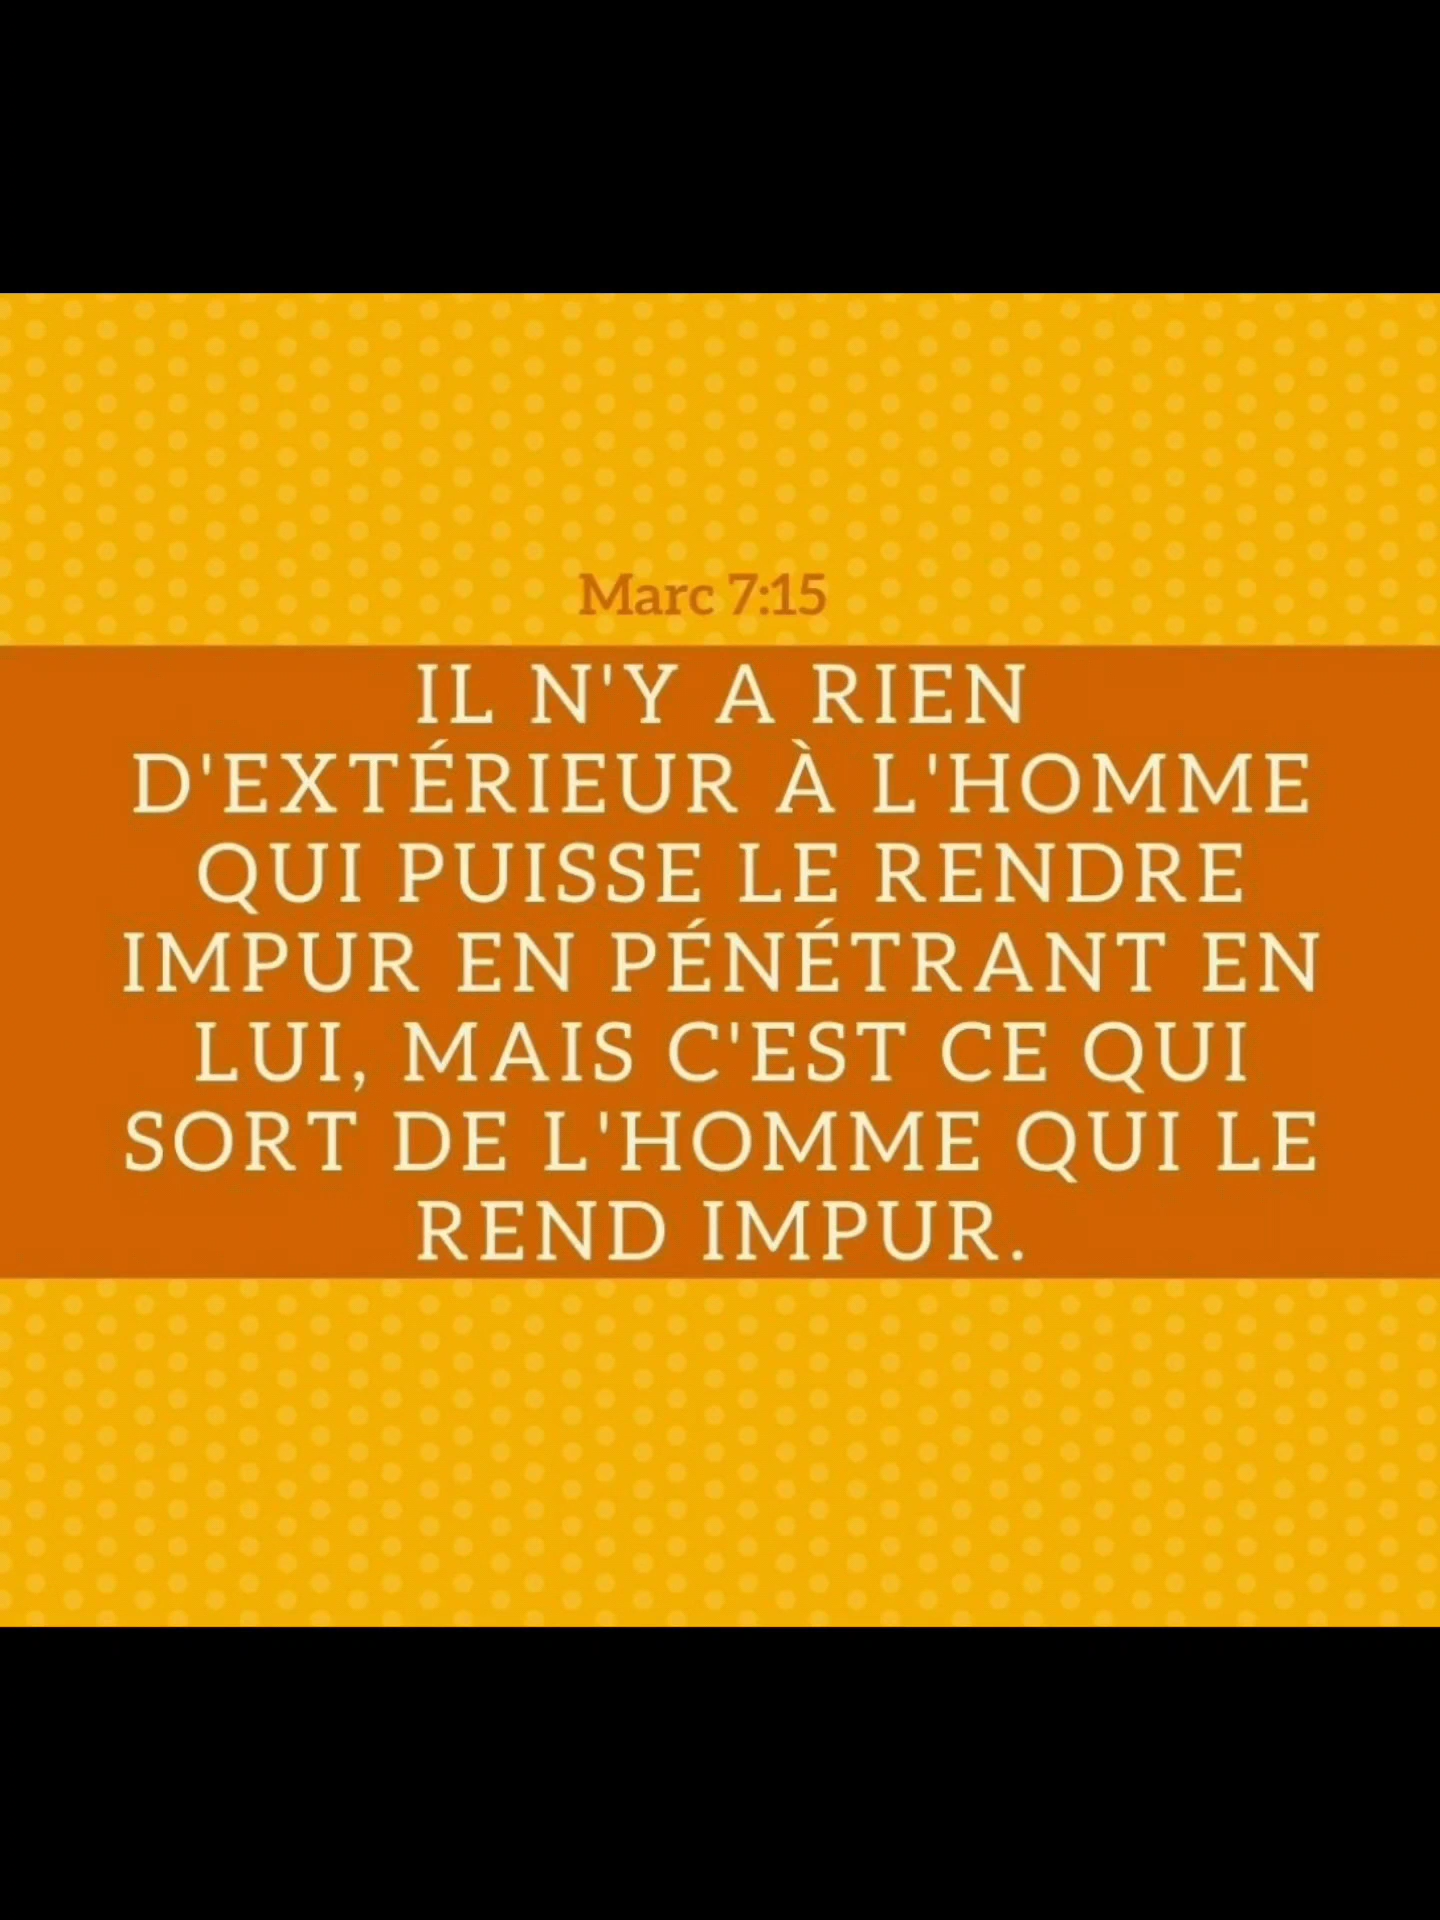 Marc 7:15
IL N'Y A RIEN
D'EXTÉRIEUR À L'HOMME
QUI PUISSE LE RENDRE
IMPUR EN PÉNÉTRANT EN
LUI, MAIS C'EST CE QUI
SORT DE L'HOMME QUI LE
REND IMPUR.